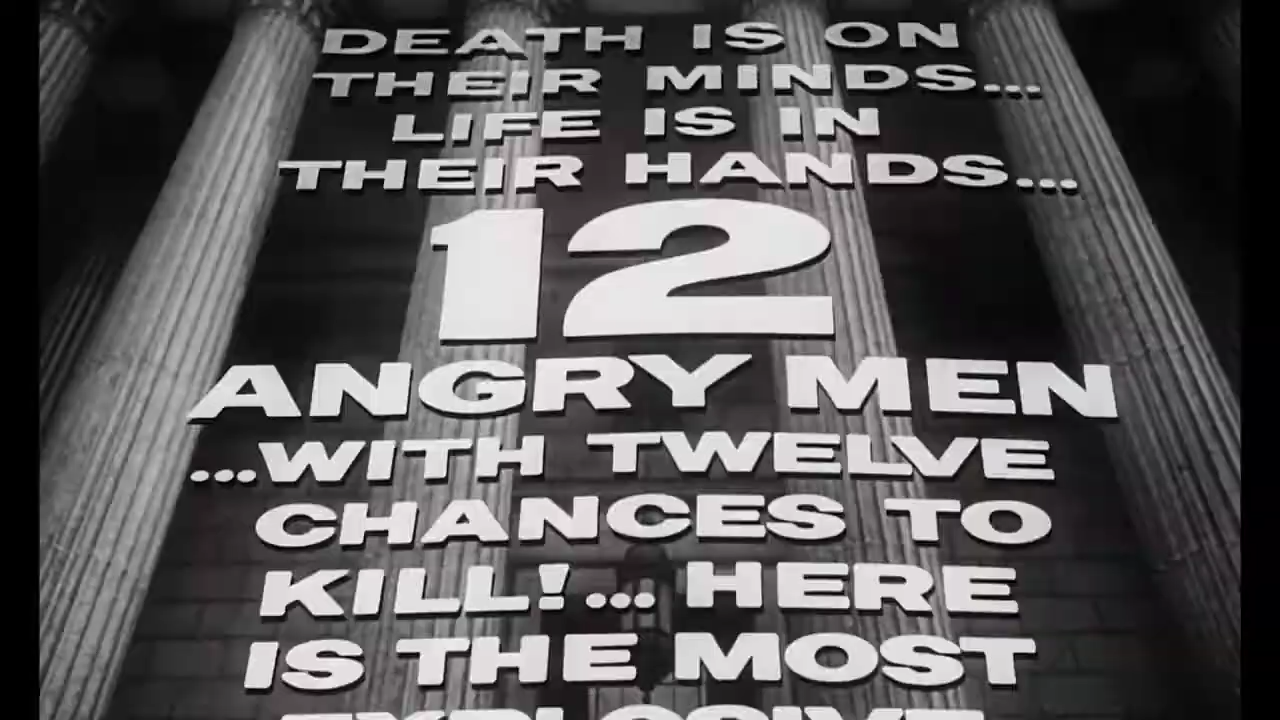 DEATH IS ON
THEIR MINDS...
LIFE IS IN
THEIR HANDS...
12
ANGRY MEN
...WITH TWELVE
CHANCES TO
KILL!... HERE
IS THE MOST
EXPLOSIVE